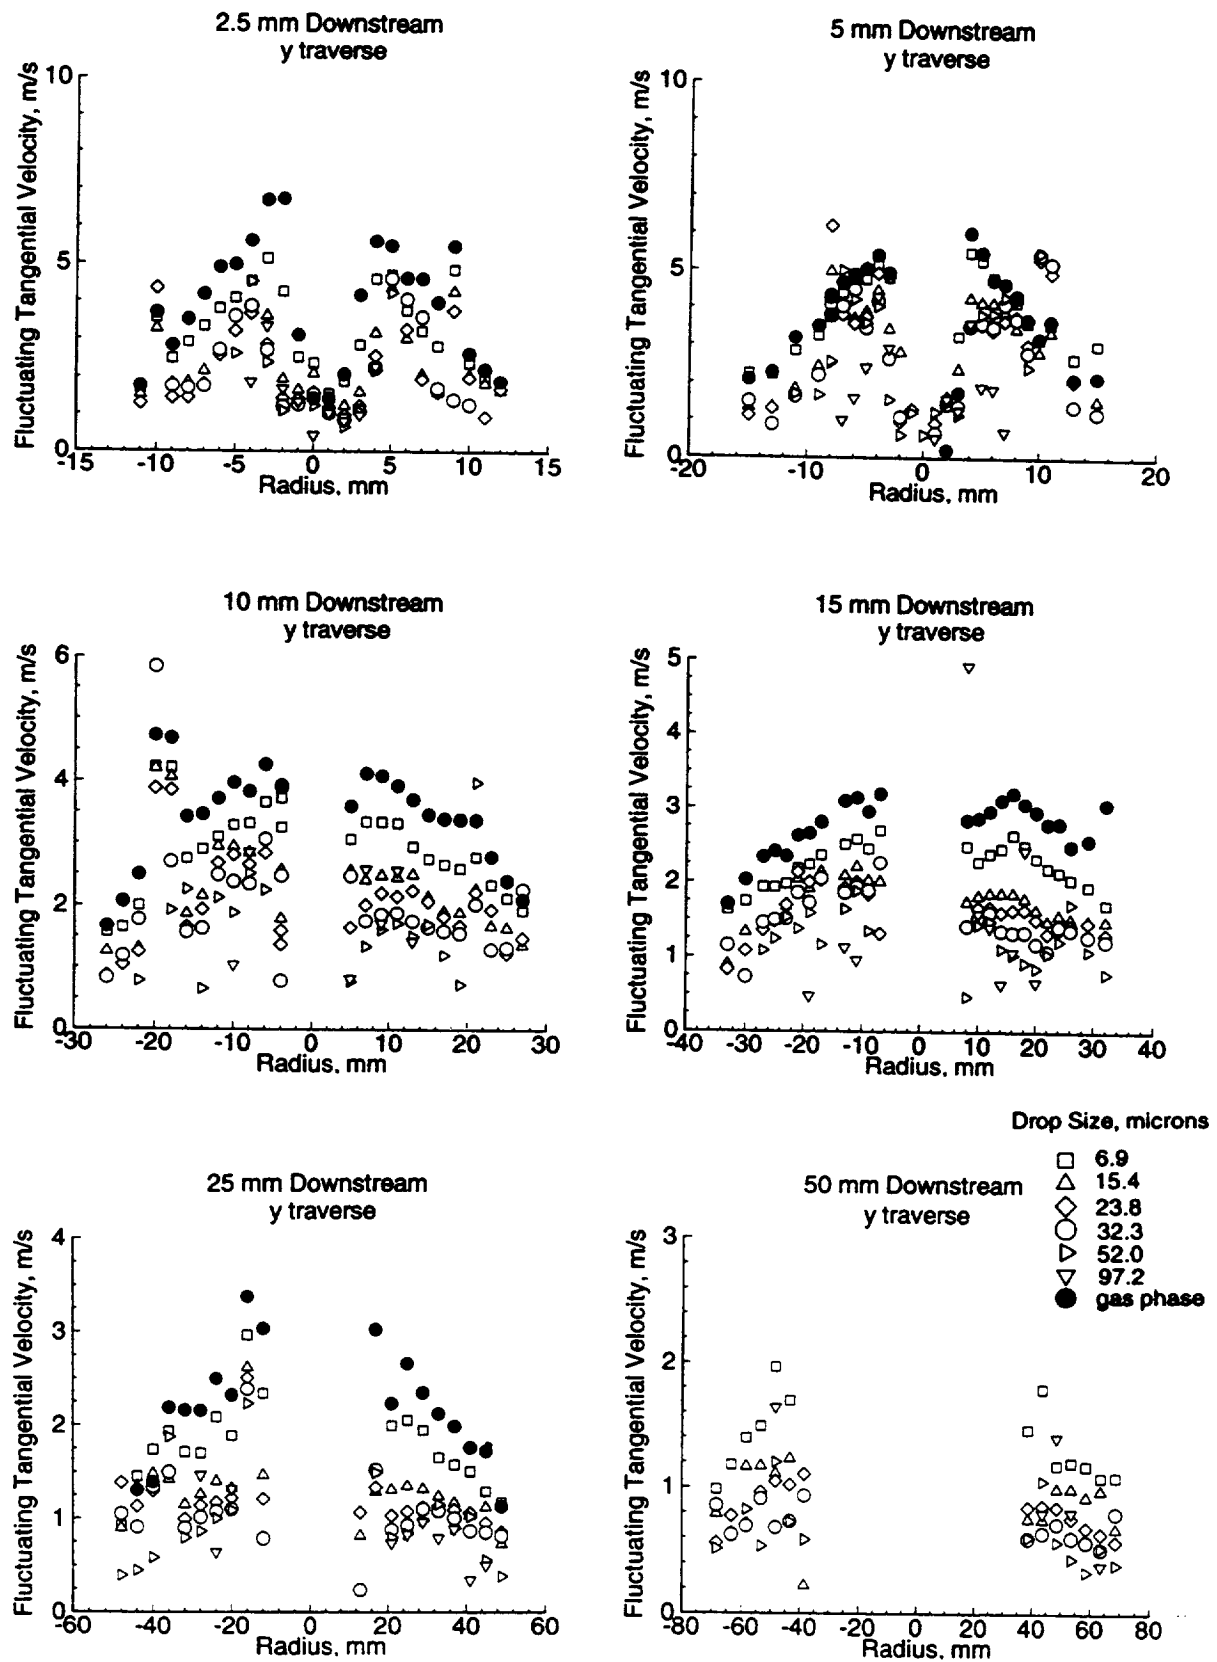 2.5 mm Downstream
y traverse
Fluctuating Tangential Velocity, m/s
10
5
0
-15 -10 -5 0 5 10 15
Radius, mm
5 mm Downstream
y traverse
Fluctuating Tangential Velocity, m/s
10
5
0
-20 -10 0 10 20
Radius, mm
10 mm Downstream
y traverse
Fluctuating Tangential Velocity, m/s
6
4
2
0
-30 -20 -10 0 10 20 30
Radius, mm
15 mm Downstream
y traverse
Fluctuating Tangential Velocity, m/s
5
4
3
2
1
0
-40 -30 -20 -10 0 10 20 30 40
Radius, mm
25 mm Downstream
y traverse
Fluctuating Tangential Velocity, m/s
4
3
2
1
0
-60 -40 -20 0 20 40 60
Radius, mm
50 mm Downstream
y traverse
Fluctuating Tangential Velocity, m/s
3
2
1
0
-80 -60 -40 -20 0 20 40 60 80
Radius, mm
Drop Size, microns
6.9
15.4
23.8
32.3
52.0
97.2
gas phase